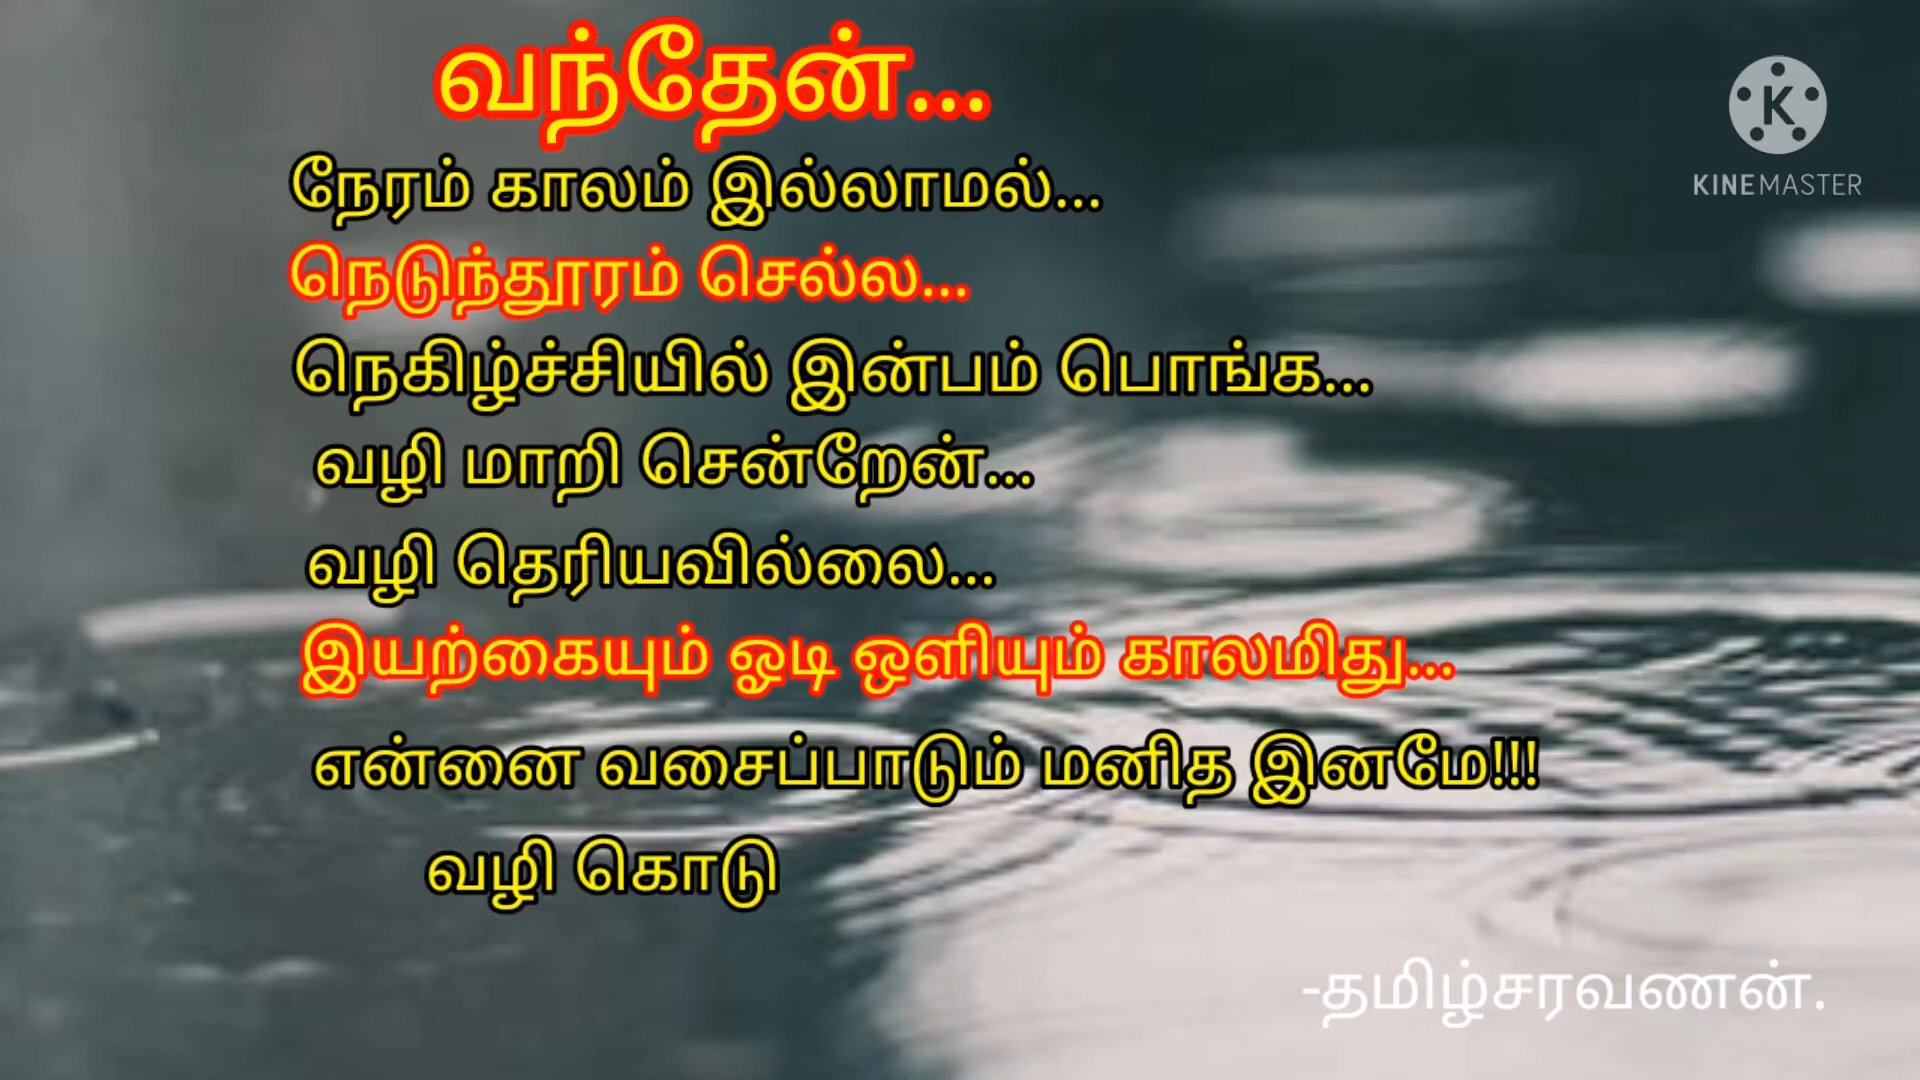 வந்தேன்...
நேரம் காலம் இல்லாமல்...
நெடுந்தூரம் செல்ல...
நெகிழ்ச்சியில் இன்பம் பொங்க...
வழி மாறி சென்றேன்...
வழி தெரியவில்லை...
இயற்கையும் ஓடி ஒளியும் காலமிது...
என்னை வசைப்பாடும் மனித இனமே!!!
வழி கொடு
-தமிழ்சரவணன்.
K
KINEMASTER